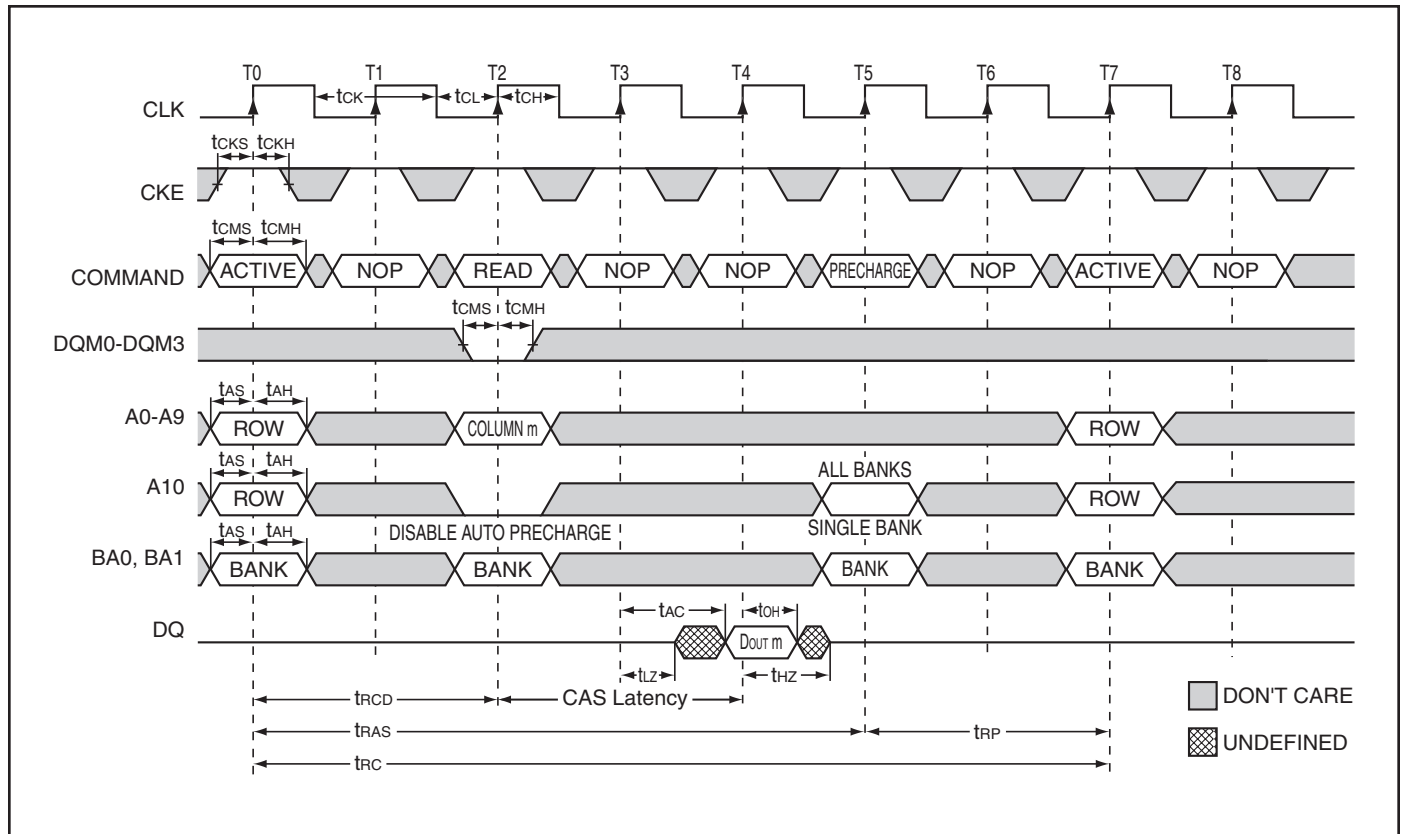 T0 T1 T2 T3 T4 T5 T6 T7 T8
CLK tCK tCL tCH
tCKS tCKH
CKE
tCMS tCMH
COMMAND ACTIVE NOP READ NOP NOP PRECHARGE NOP ACTIVE NOP
tCMS tCMH
DQM0-DQM3
tAS tAH
A0-A9 ROW COLUMN m ROW
tAS tAH ALL BANKS
A10 ROW ROW
tAS tAH DISABLE AUTO PRECHARGE SINGLE BANK
BA0, BA1 BANK BANK BANK BANK
tAC tOH
DQ DOUT m
tLZ tHZ
tRCD CAS Latency
DON'T CARE
tRAS tRP
UNDEFINED
tRC